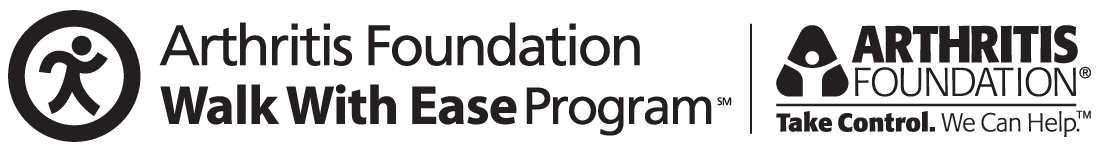 Arthritis Foundation
Walk With Ease Program℠
ARTHRITIS
FOUNDATION®
Take Control. We Can Help.™